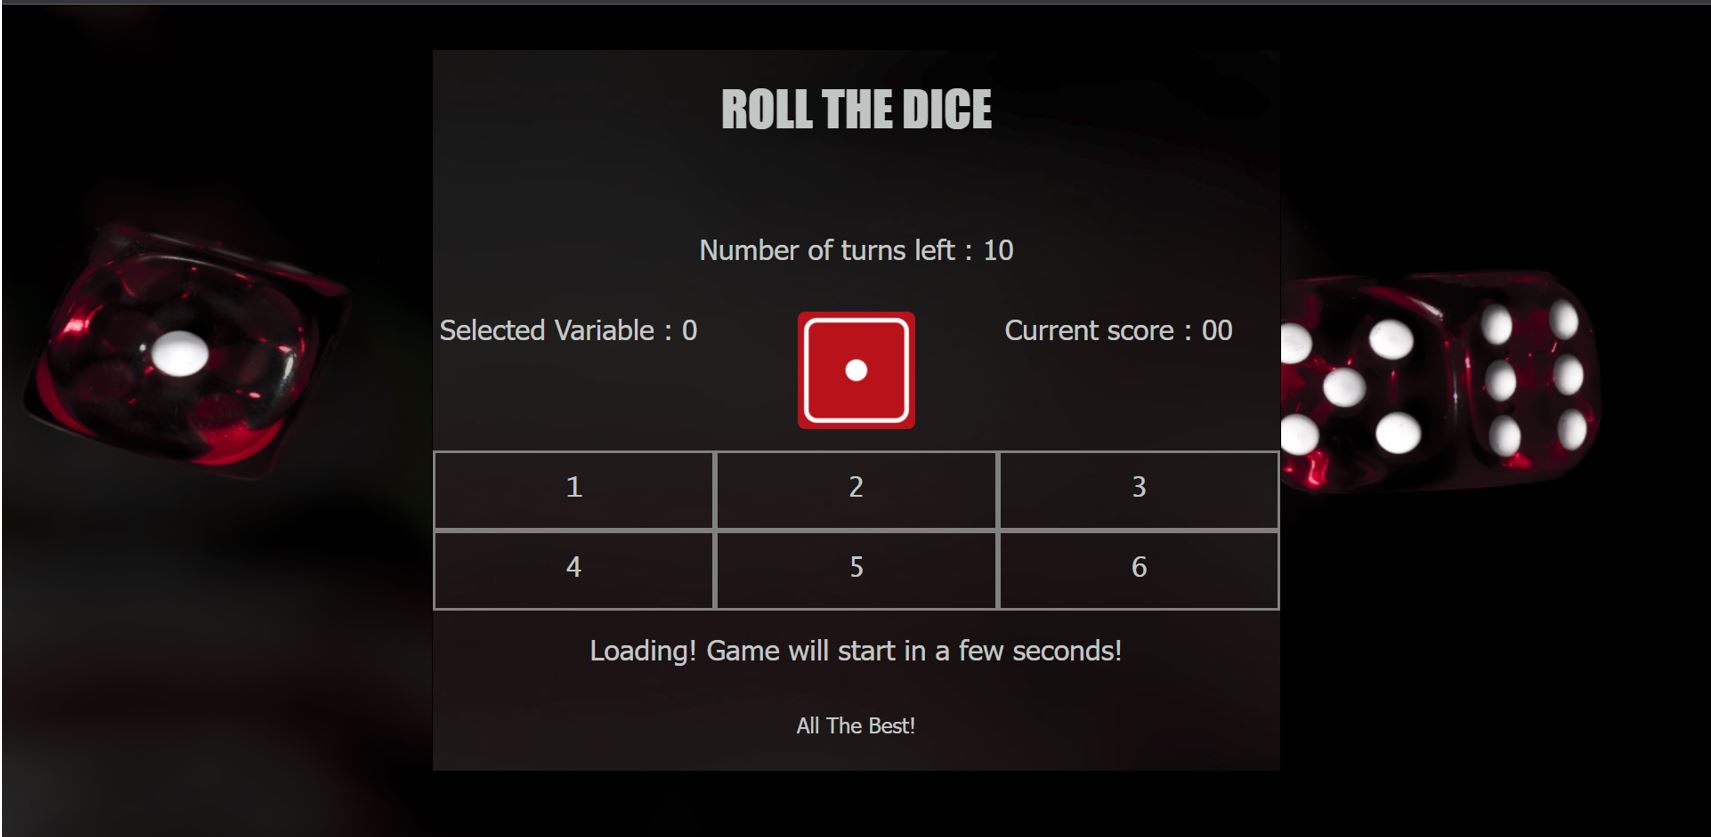 ROLL THE DICE
Number of turns left : 10
Selected Variable : 0
Current score : 00
1
2
3
4
5
6
Loading! Game will start in a few seconds!
All The Best!